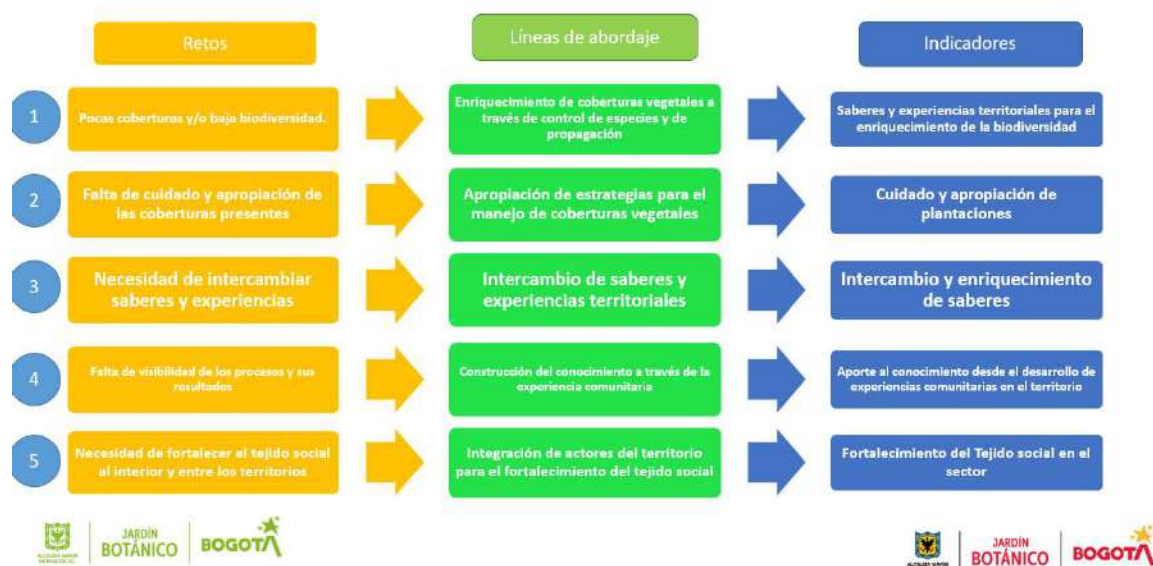 Retos
Líneas de abordaje
Indicadores
1
Pocas coberturas y/o baja biodiversidad.
Enriquecimiento de coberturas vegetales a
través de control de especies y de
propagación
Saberes y experiencias territoriales para el
enriquecimiento de la biodiversidad
2
Falta de cuidado y apropiación de
las coberturas presentes
Apropiación de estrategias para el
manejo de coberturas vegetales
Cuidado y apropiación de
plantaciones
3
Necesidad de intercambiar
saberes y experiencias
Intercambio de saberes y
experiencias territoriales
Intercambio y enriquecimiento
de saberes
4
Falta de visibilidad de los procesos y sus
resultados
Construcción del conocimiento a través de la
experiencia comunitaria
Aporte al conocimiento desde el desarrollo de
experiencias comunitarias en el territorio
5
Necesidad de fortalecer el tejido social
al interior y entre los territorios
Integración de actores del territorio
para el fortalecimiento del tejido social
Fortalecimiento del Tejido social en el
sector
ALCALDÍA MAYOR
JARDÍN
BOTÁNICO
BOGOTÁ
ALCALDÍA MAYOR
JARDÍN
BOTÁNICO
BOGOTÁ